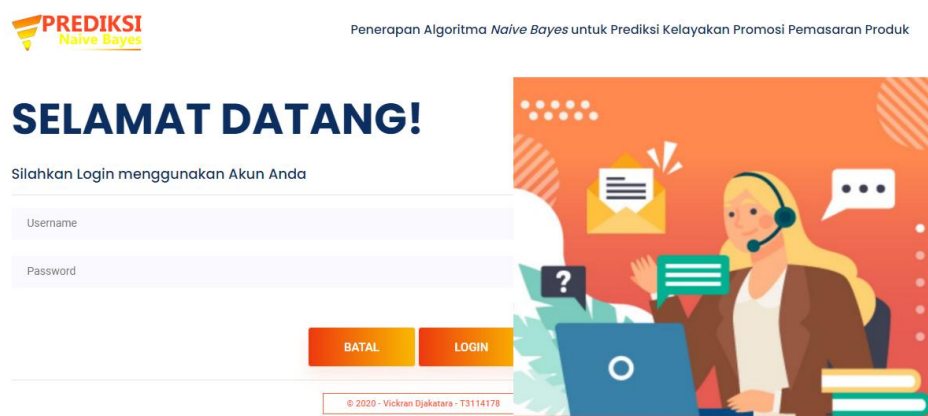 PREDIKSI
Naive Bayes
Penerapan Algoritma Naive Bayes untuk Prediksi Kelayakan Promosi Pemasaran Produk
SELAMAT DATANG!
Silahkan Login menggunakan Akun Anda
Username
Password
?
BATAL LOGIN
© 2020 - Vickran Djakatara - T3114178